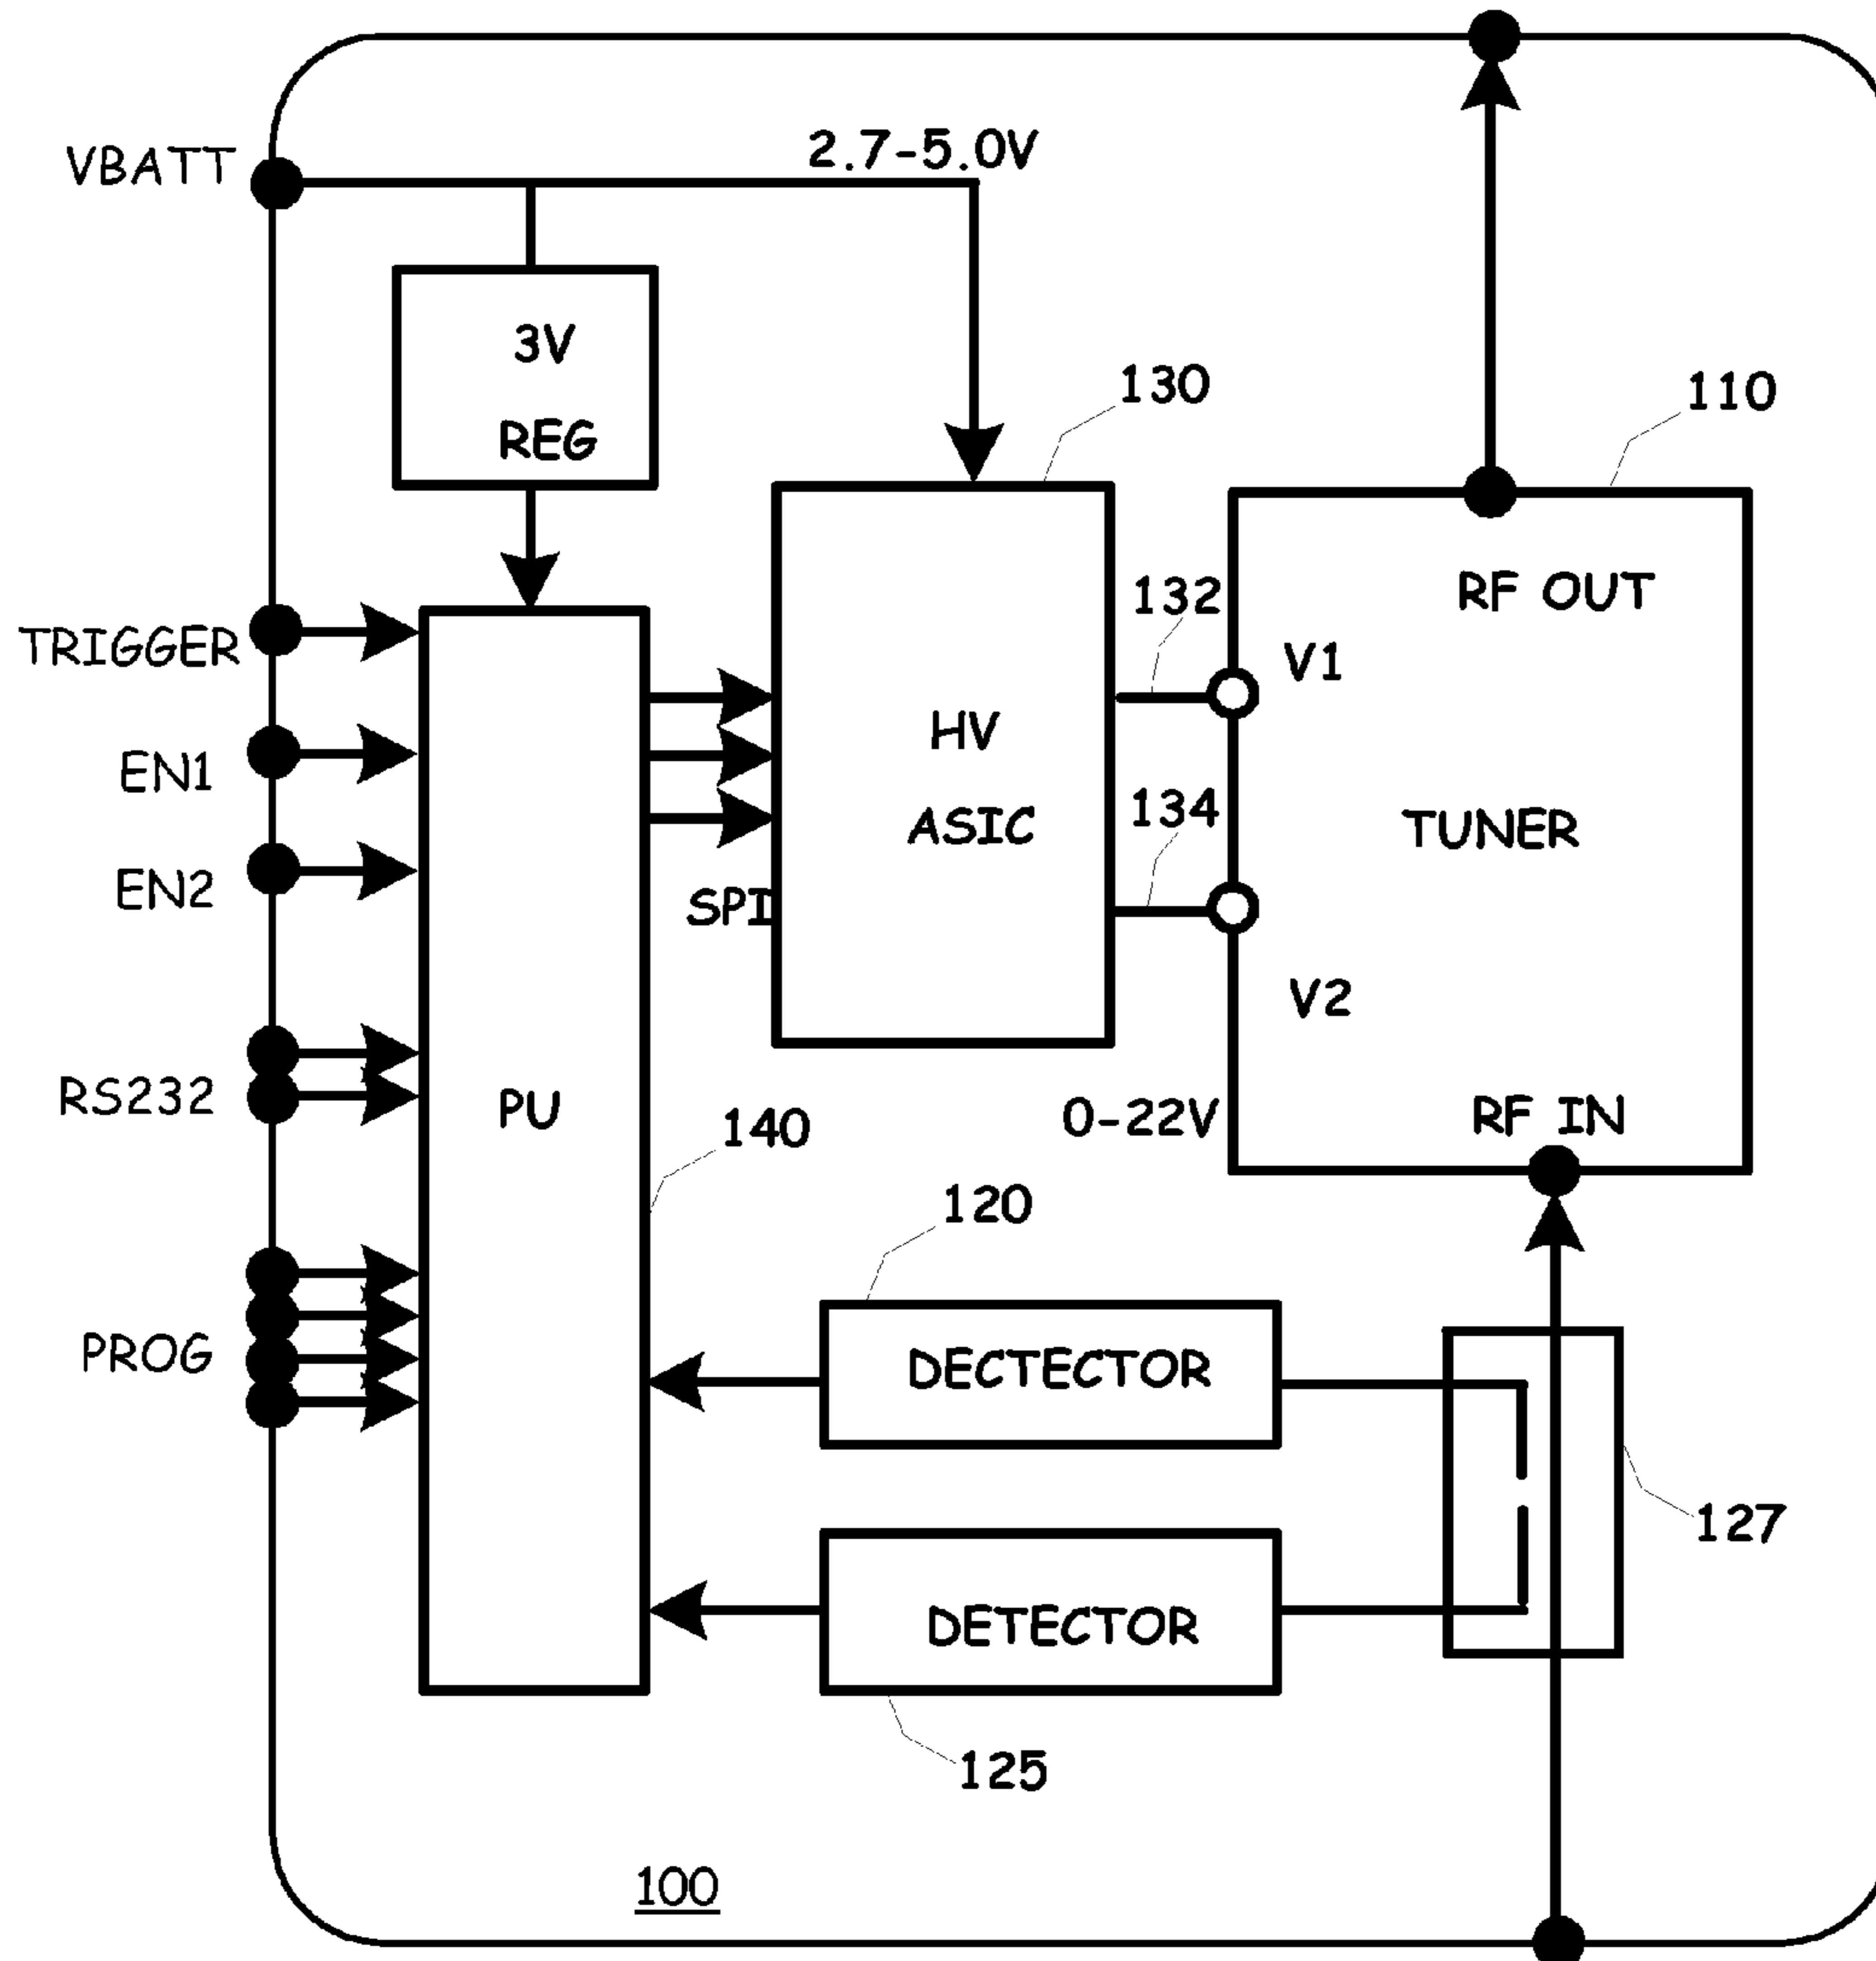 VBATT
2.7-5.0V
3V
REG
130
110
TRIGGER
132
RF OUT
V1
EN1
HV
134
ASIC
TUNER
EN2
SPI
V2
RS232
PU
140
0-22V
RF IN
120
PROG
DECTECTOR
127
DETECTOR
125
100